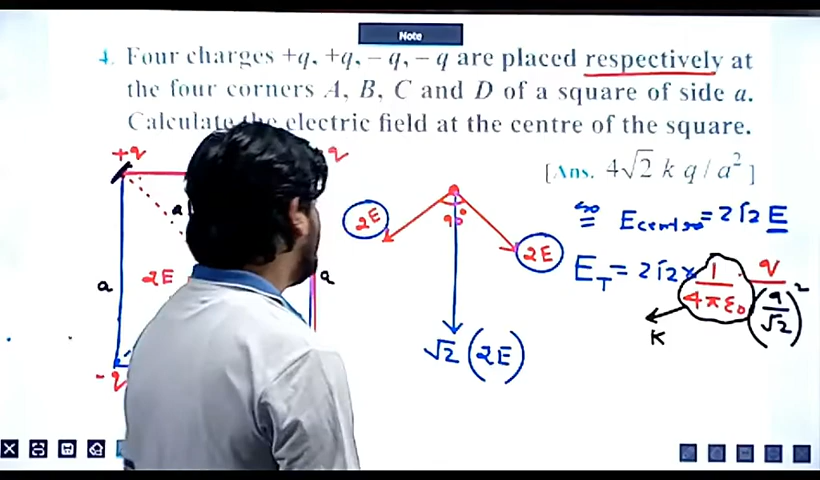 Note
4. Four charges +q, +q, – q, – q are placed respectively at
the four corners A, B, C and D of a square of side a.
Calculate the electric field at the centre of the square.
[Ans. 4√2 k q / a² ]
+q
q
a
a
2E
a
-q
2E
90°
2E
√2 (2E)
so
⇒ Ecentre = 2√2 E
E_T = 2√2 × 1/4πε₀ q/(a/√2)²
K